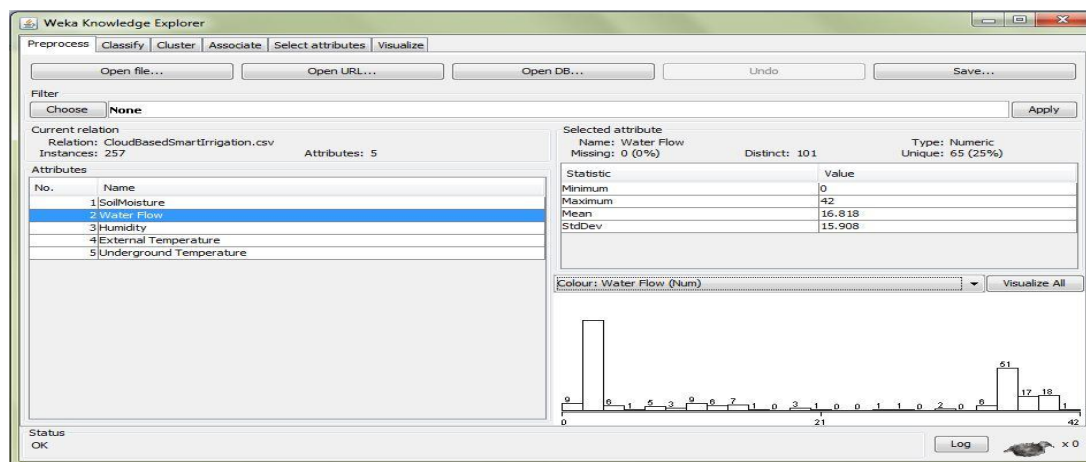 Weka Knowledge Explorer
Preprocess Classify Cluster Associate Select attributes Visualize
Open file... Open URL... Open DB... Undo Save...
Filter
Choose None Apply
Current relation
Relation: CloudBasedSmartIrrigation.csv
Instances: 257 Attributes: 5
Attributes
No. Name
1 SoilMoisture
2 Water Flow
3 Humidity
4 External Temperature
5 Underground Temperature
Selected attribute
Name: Water Flow Type: Numeric
Missing: 0 (0%) Distinct: 101 Unique: 65 (25%)
Statistic Value
Minimum 0
Maximum 42
Mean 16.818
StdDev 15.908
Colour: Water Flow (Num) Visualize All
9 6 1 5 3 9 6 7 1 0 3 1 0 0 1 1 0 2 0 6 51 17 18 1
0 21 42
Status
OK
Log x 0